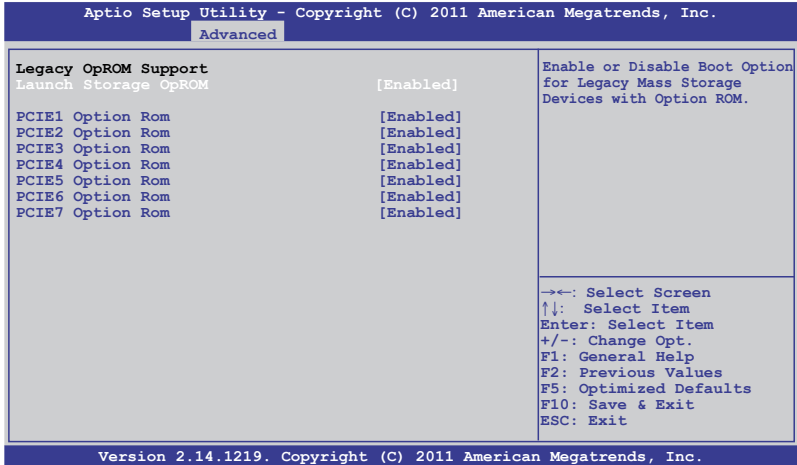 Aptio Setup Utility - Copyright (C) 2011 American Megatrends, Inc.
Advanced
Legacy OpROM Support
Launch Storage OpROM [Enabled]
PCIE1 Option Rom [Enabled]
PCIE2 Option Rom [Enabled]
PCIE3 Option Rom [Enabled]
PCIE4 Option Rom [Enabled]
PCIE5 Option Rom [Enabled]
PCIE6 Option Rom [Enabled]
PCIE7 Option Rom [Enabled]
Enable or Disable Boot Option
for Legacy Mass Storage
Devices with Option ROM.
→←: Select Screen
↑↓: Select Item
Enter: Select Item
+/-: Change Opt.
F1: General Help
F2: Previous Values
F5: Optimized Defaults
F10: Save & Exit
ESC: Exit
Version 2.14.1219. Copyright (C) 2011 American Megatrends, Inc.